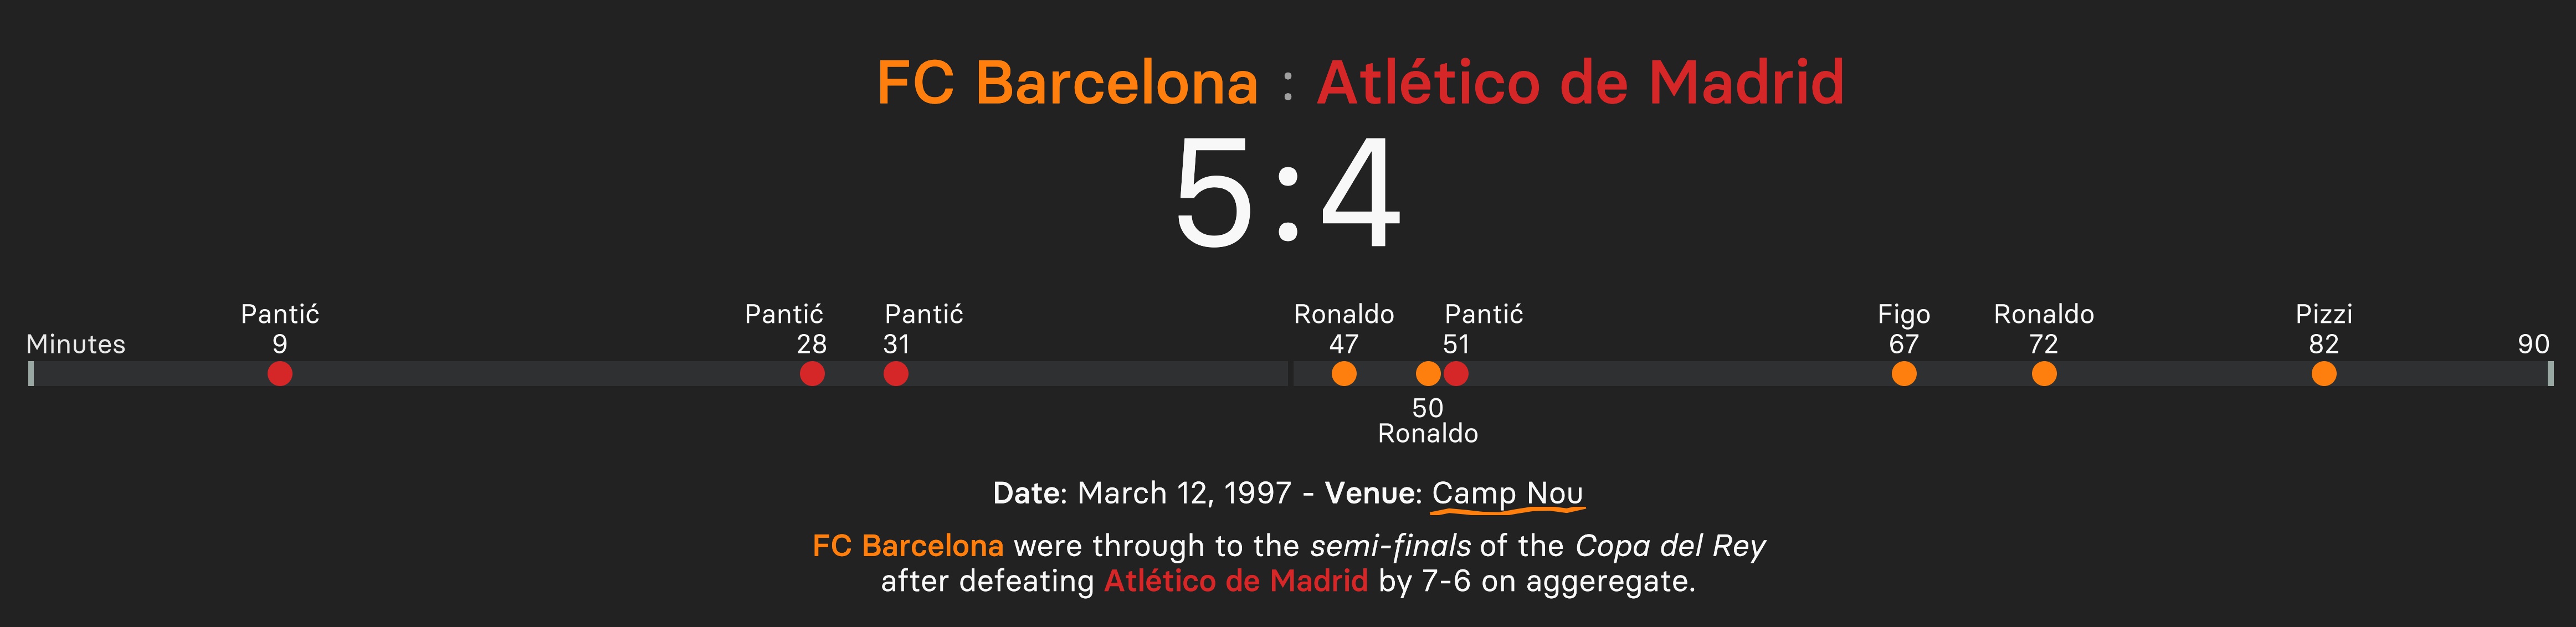 FC Barcelona : Atlético de Madrid
5:4
Pantić Pantić Pantić Ronaldo Pantić Figo Ronaldo Pizzi
Minutes 9 28 31 47 51 67 72 82 90
50
Ronaldo
Date: March 12, 1997 - Venue: Camp Nou
FC Barcelona were through to the semi-finals of the Copa del Rey
after defeating Atlético de Madrid by 7-6 on aggeregate.